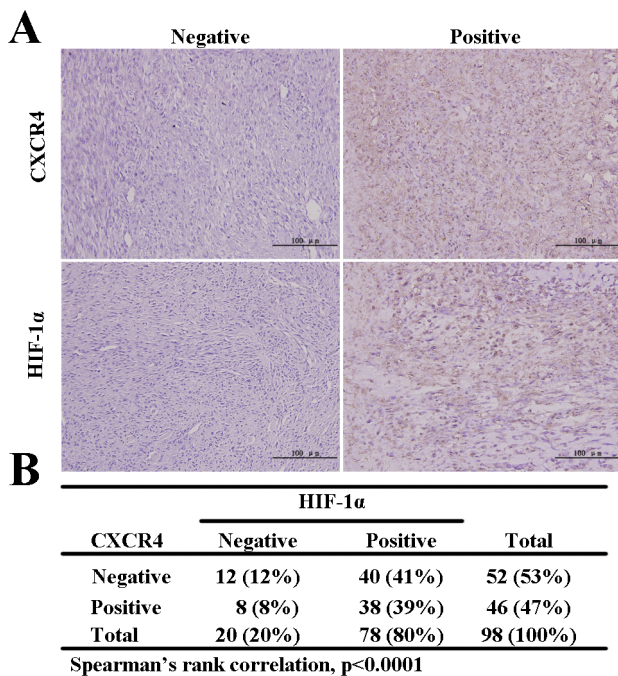 A
Negative Positive
CXCR4
100 μm 100 μm
HIF-1α
100 μm 100 μm
B
HIF-1α
CXCR4 Negative Positive Total
Negative 12 (12%) 40 (41%) 52 (53%)
Positive 8 (8%) 38 (39%) 46 (47%)
Total 20 (20%) 78 (80%) 98 (100%)
Spearman's rank correlation, p<0.0001